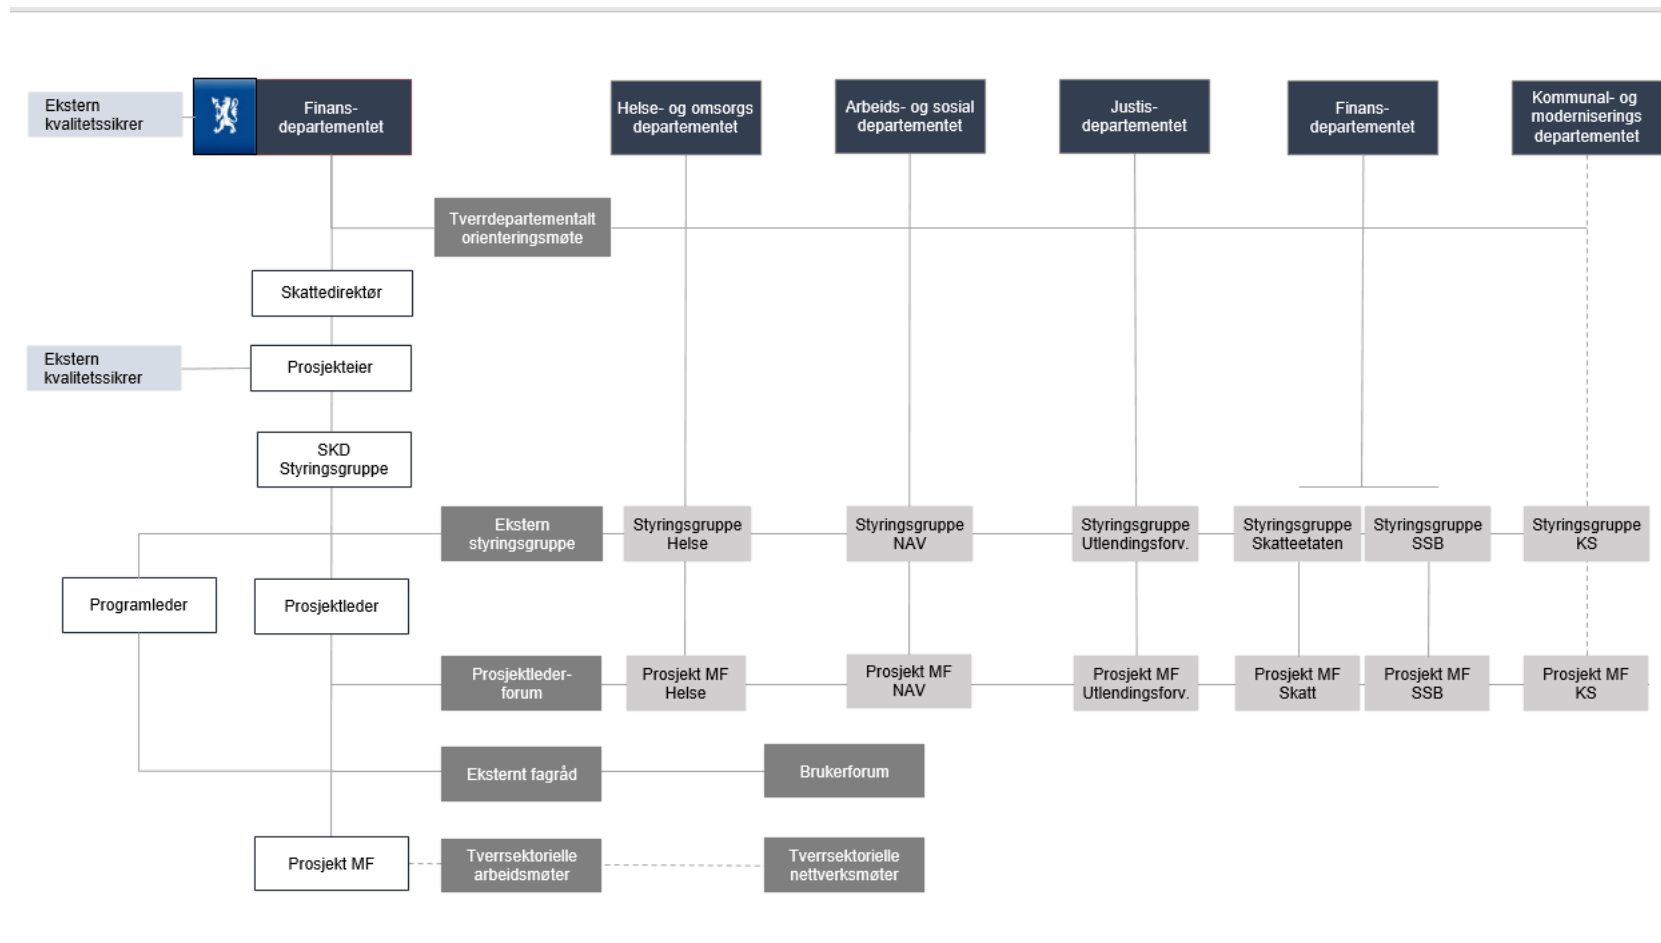 Ekstern
kvalitetssikrer
Finans-
departementet
Helse- og omsorgs
departementet
Arbeids- og sosial
departementet
Justis-
departementet
Finans-
departementet
Kommunal- og
moderniserings
departementet
Tverrdepartementalt
orienteringsmøte
Skattedirektør
Ekstern
kvalitetssikrer
Prosjekteier
SKD
Styringsgruppe
Ekstern
styringsgruppe
Styringsgruppe
Helse
Styringsgruppe
NAV
Styringsgruppe
Utlendingsforv.
Styringsgruppe
Skatteetaten
Styringsgruppe
SSB
Styringsgruppe
KS
Programleder
Prosjektleder
Prosjektleder-
forum
Prosjekt MF
Helse
Prosjekt MF
NAV
Prosjekt MF
Utlendingsforv.
Prosjekt MF
Skatt
Prosjekt MF
SSB
Prosjekt MF
KS
Eksternt fagråd
Brukerforum
Prosjekt MF
Tverrsektorielle
arbeidsmøter
Tverrsektorielle
nettverksmøter